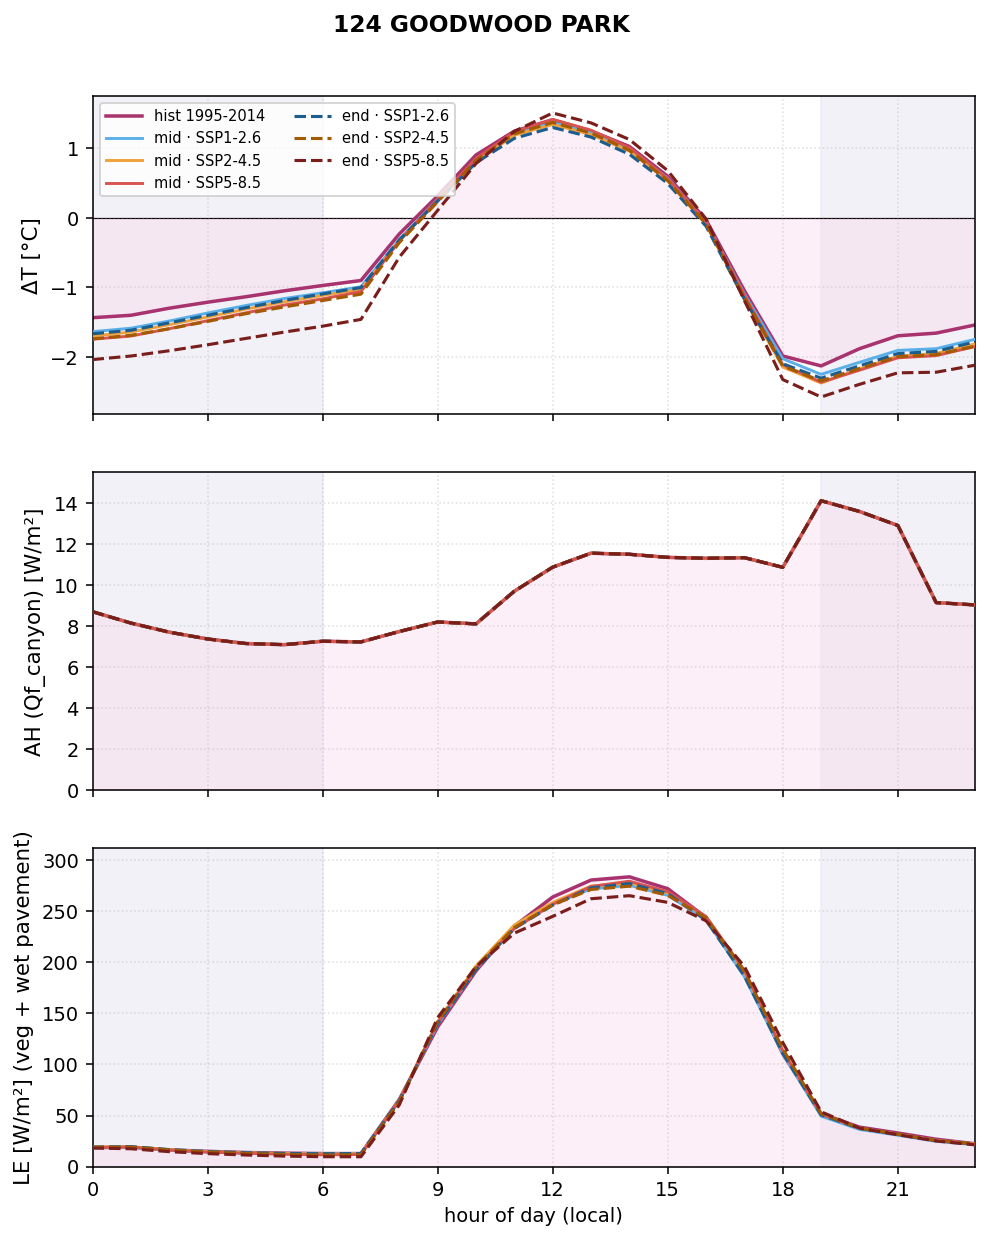 124 GOODWOOD PARK
hist 1995-2014
mid · SSP1-2.6
mid · SSP2-4.5
mid · SSP5-8.5
end · SSP1-2.6
end · SSP2-4.5
end · SSP5-8.5
ΔT [°C]
1
0
−1
−2
AH (Qf_canyon) [W/m²]
14
12
10
8
6
4
2
0
LE [W/m²] (veg + wet pavement)
300
250
200
150
100
50
0
0 3 6 9 12 15 18 21
hour of day (local)